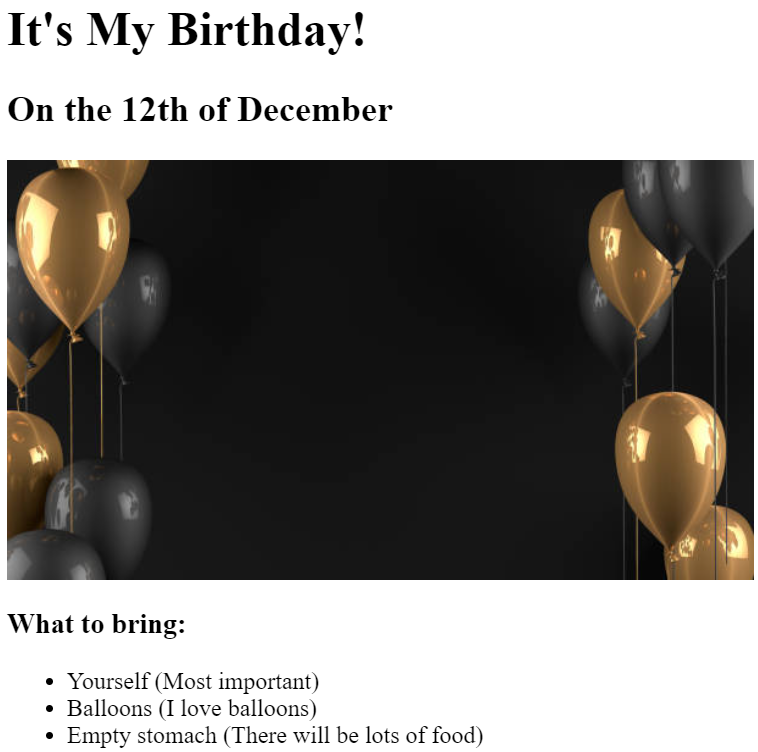 It's My Birthday!
On the 12th of December
What to bring:
Yourself (Most important)
Balloons (I love balloons)
Empty stomach (There will be lots of food)